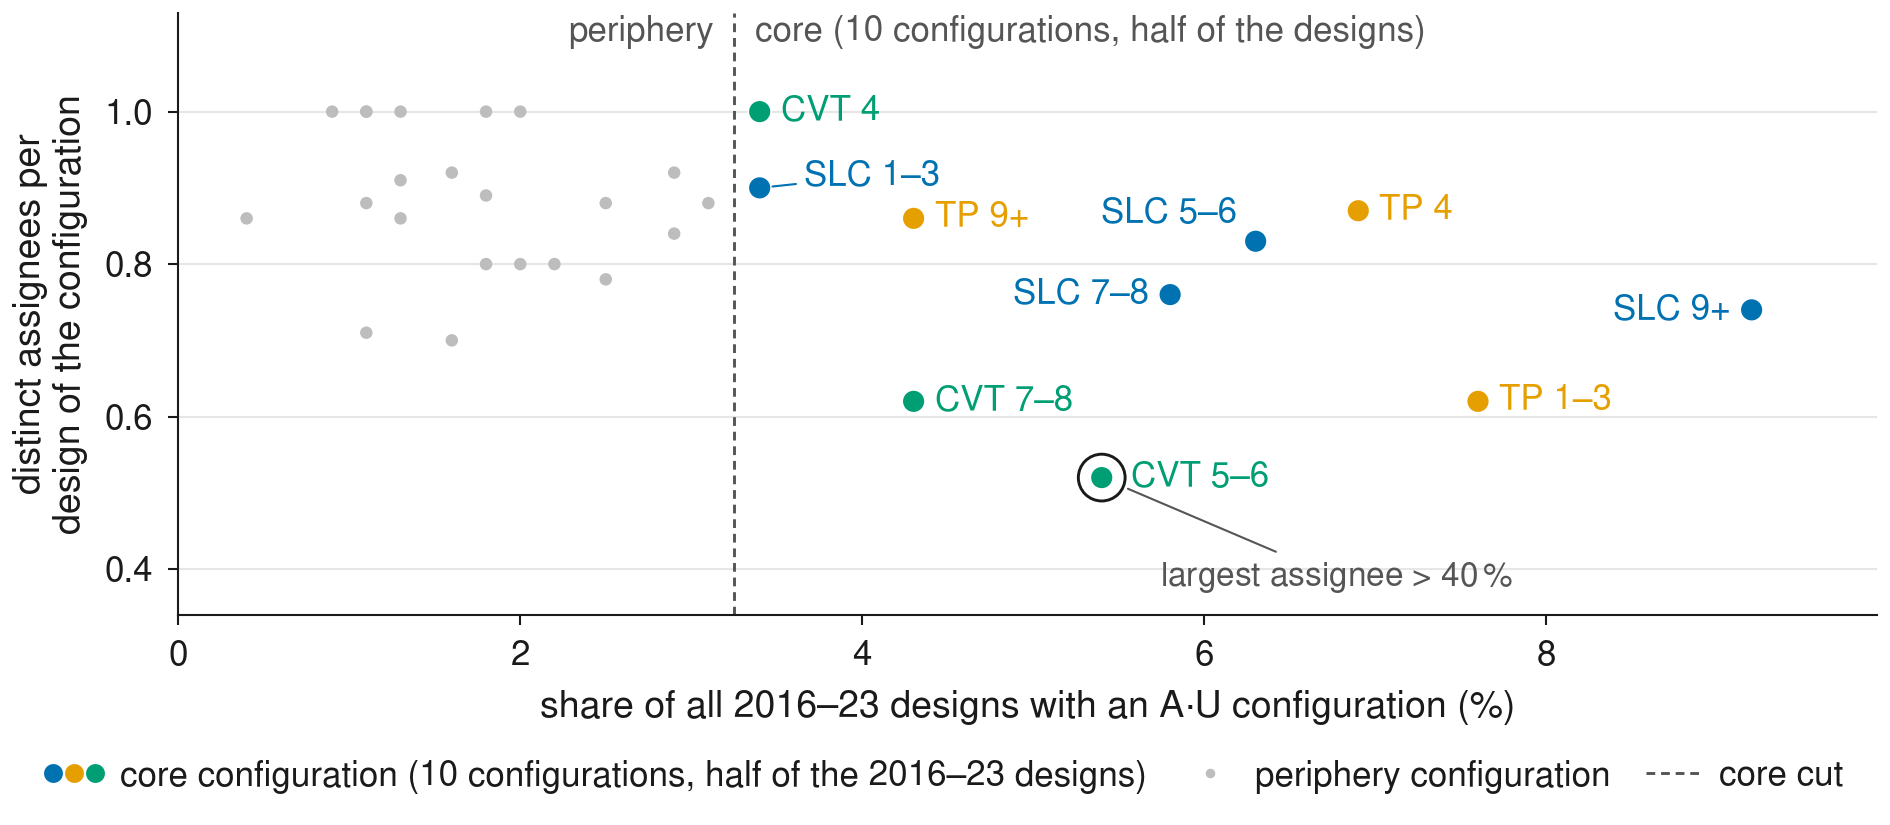 periphery
core (10 configurations, half of the designs)
distinct assignees per
design of the configuration
1.0
0.8
0.6
0.4
CVT 4
SLC 1–3
TP 9+
SLC 5–6
TP 4
SLC 7–8
SLC 9+
CVT 7–8
TP 1–3
CVT 5–6
largest assignee > 40 %
0
2
4
6
8
share of all 2016–23 designs with an A·U configuration (%)
core configuration (10 configurations, half of the 2016–23 designs)
periphery configuration
core cut